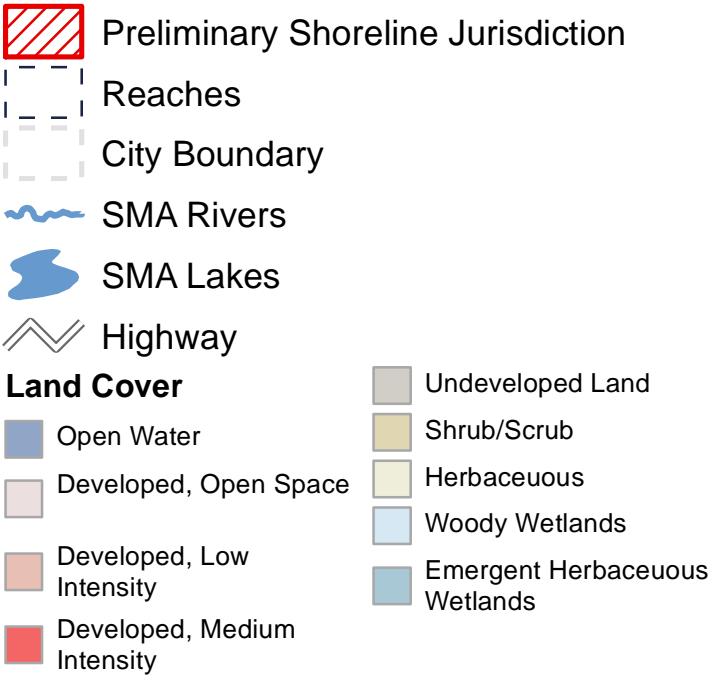 Preliminary Shoreline Jurisdiction
Reaches
City Boundary
SMA Rivers
SMA Lakes
Highway
Land Cover
Open Water
Developed, Open Space
Developed, Low
Intensity
Developed, Medium
Intensity
Undeveloped Land
Shrub/Scrub
Herbaceuous
Woody Wetlands
Emergent Herbaceuous
Wetlands